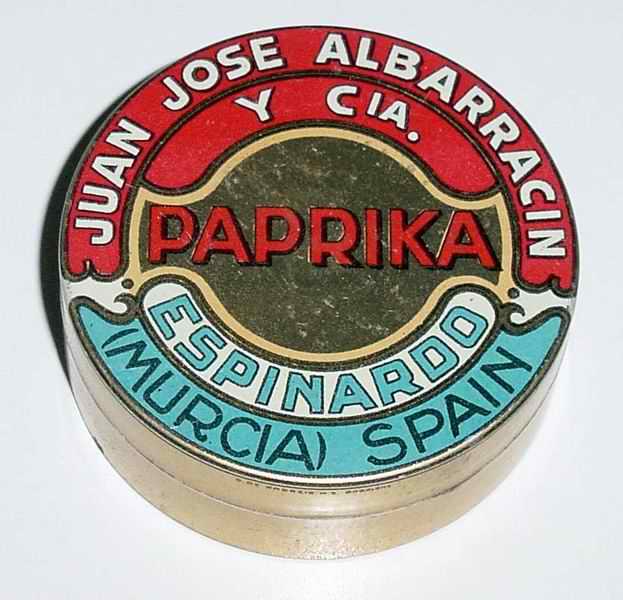 JUAN JOSE ALBARRACIN
Y CIA.
PAPRIKA
ESPINARDO
(MURCIA) SPAIN